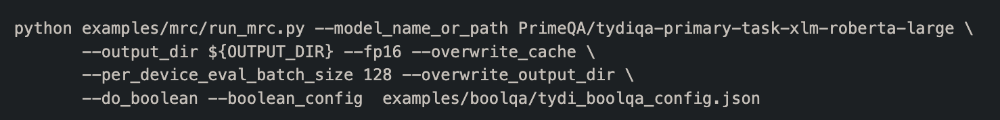 python examples/mrc/run_mrc.py --model_name_or_path PrimeQA/tydiqa-primary-task-xlm-roberta-large \
       --output_dir ${OUTPUT_DIR} --fp16 --overwrite_cache \
       --per_device_eval_batch_size 128 --overwrite_output_dir \
       --do_boolean --boolean_config  examples/boolqa/tydi_boolqa_config.json